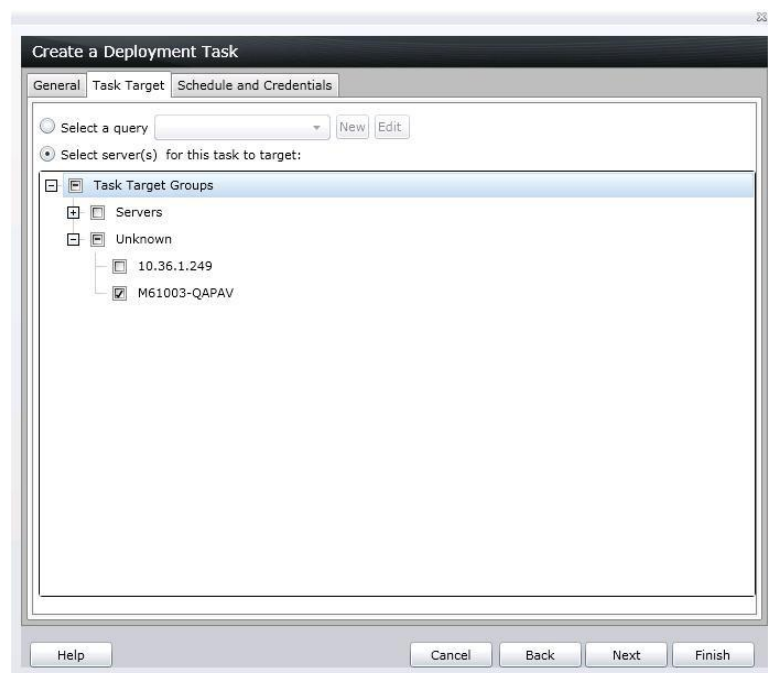 Create a Deployment Task
General Task Target Schedule and Credentials
Select a query New Edit
Select server(s) for this task to target:
Task Target Groups
Servers
Unknown
10.36.1.249
M61003-QAPAV
Help Cancel Back Next Finish